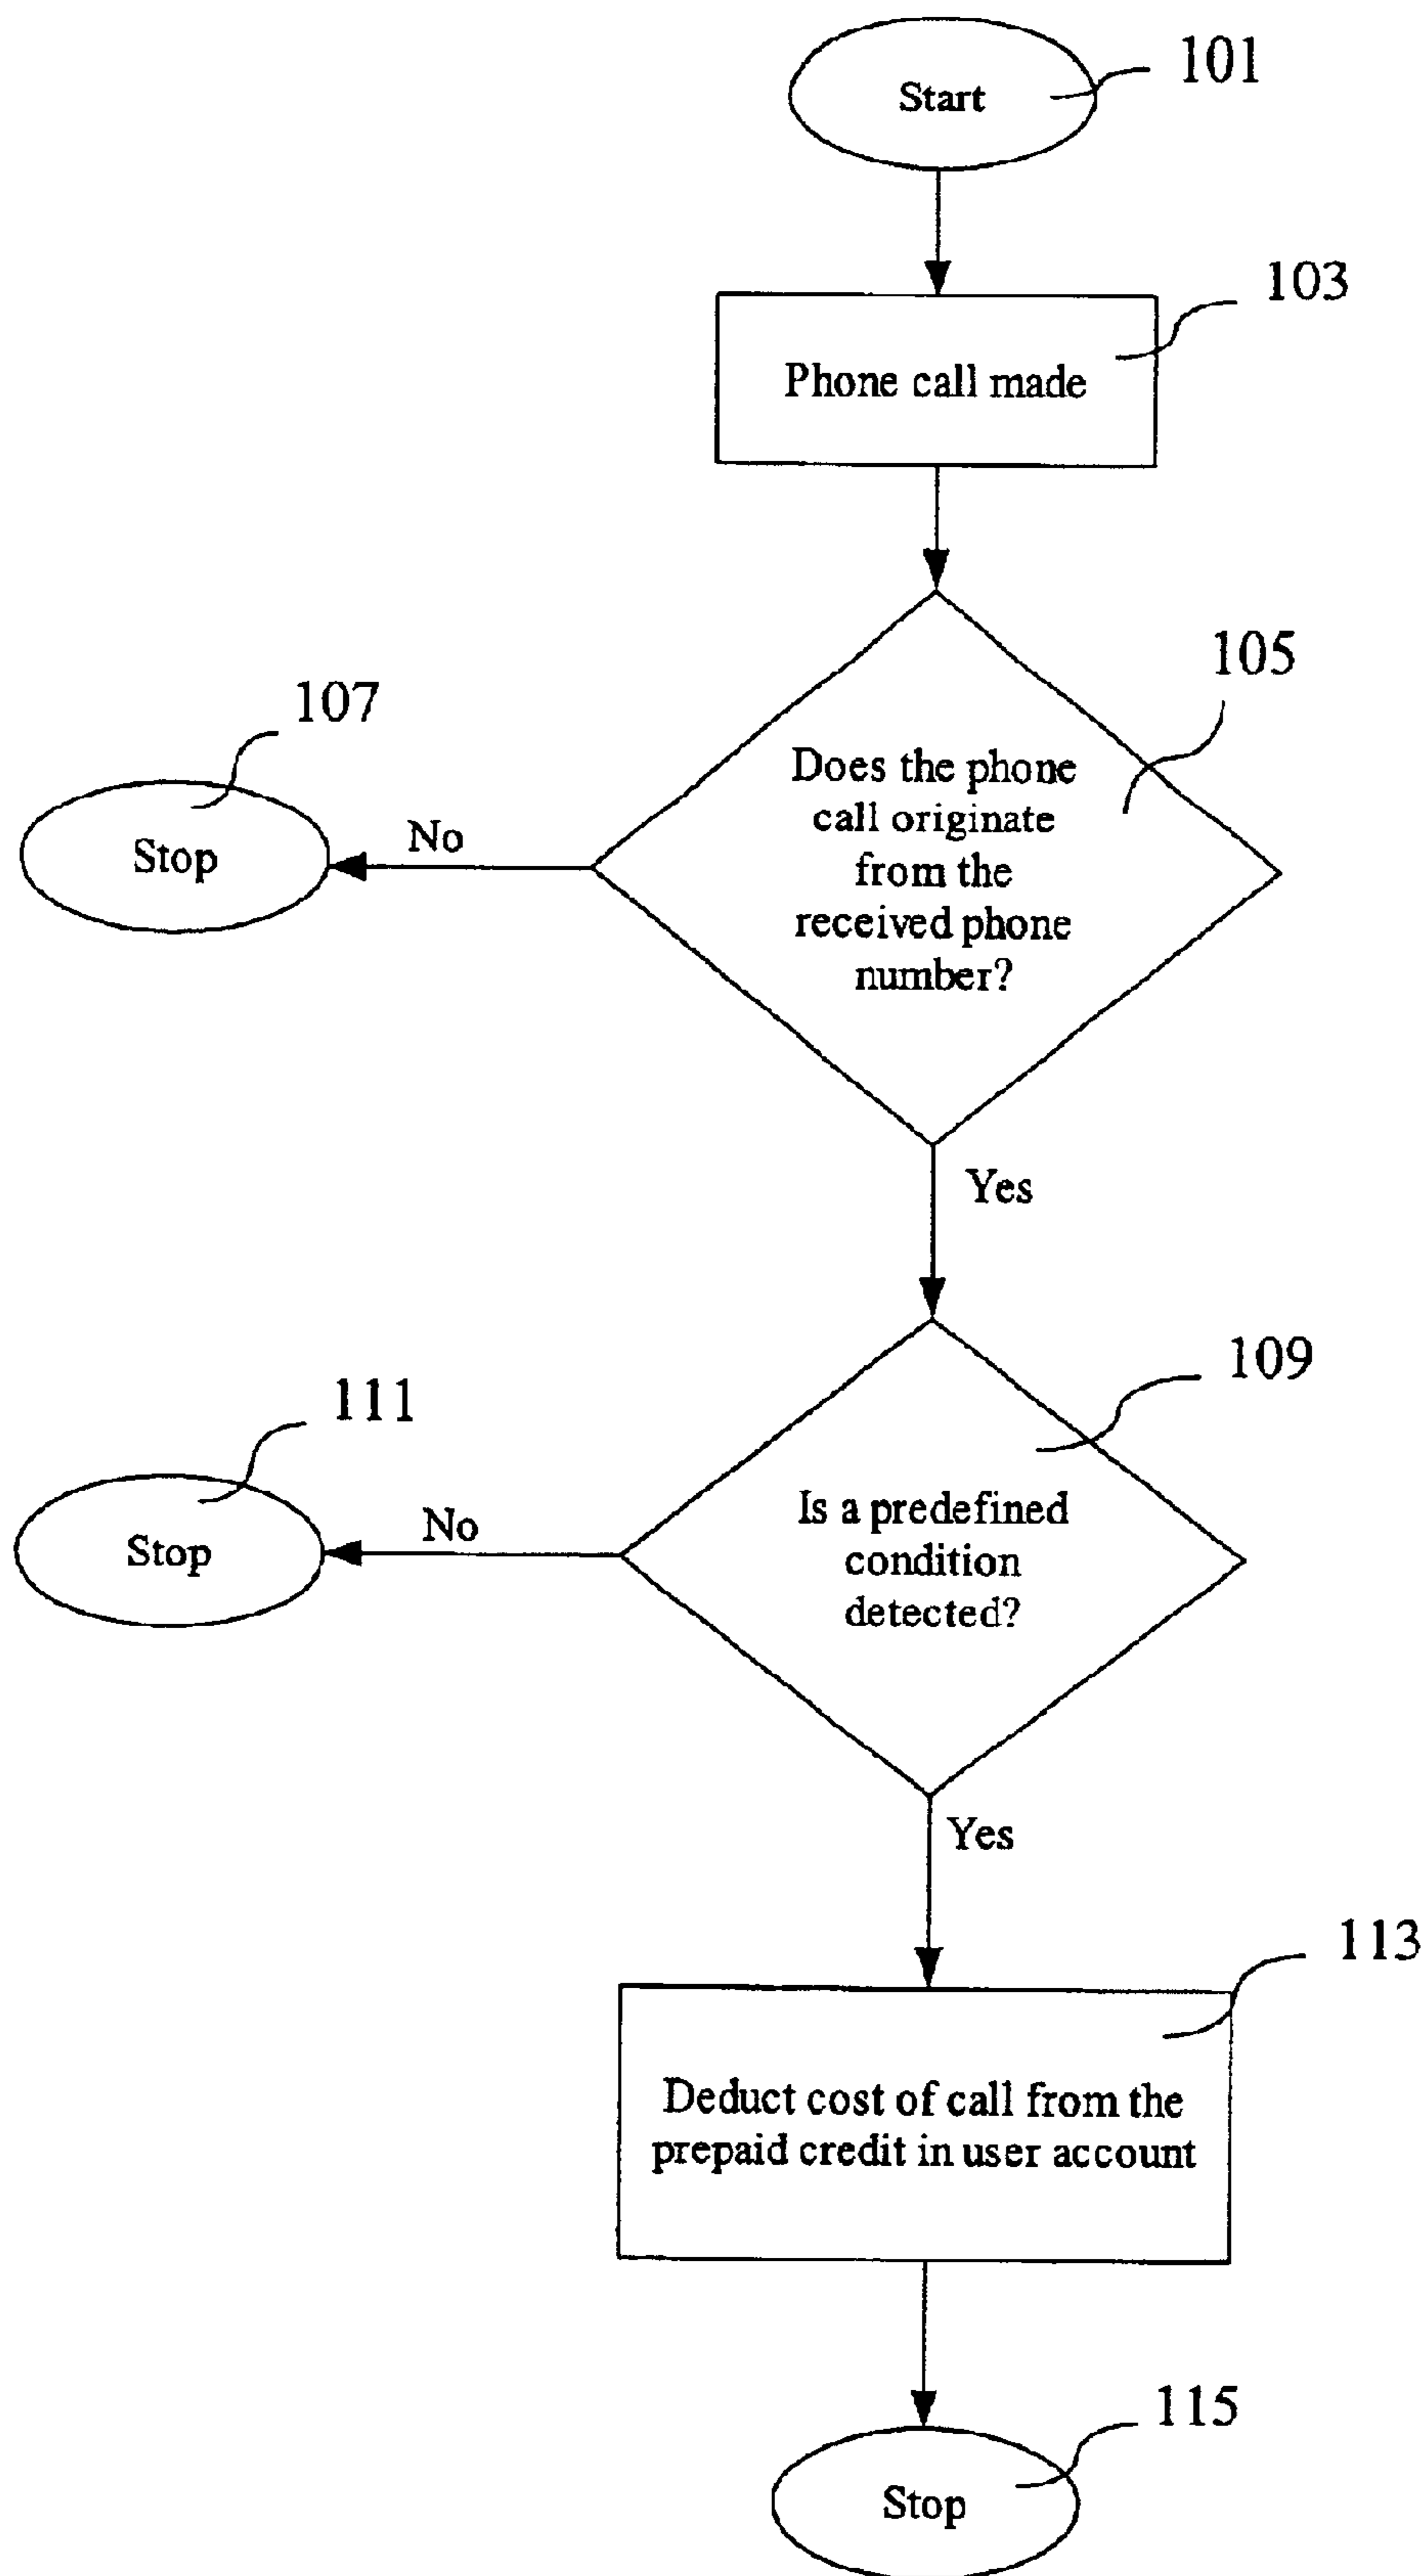 101
Start
103
Phone call made
105
107
Does the phone
call originate
from the
received phone
number?
No
Stop
Yes
109
111
Is a predefined
condition
detected?
No
Stop
Yes
113
Deduct cost of call from the
prepaid credit in user account
115
Stop